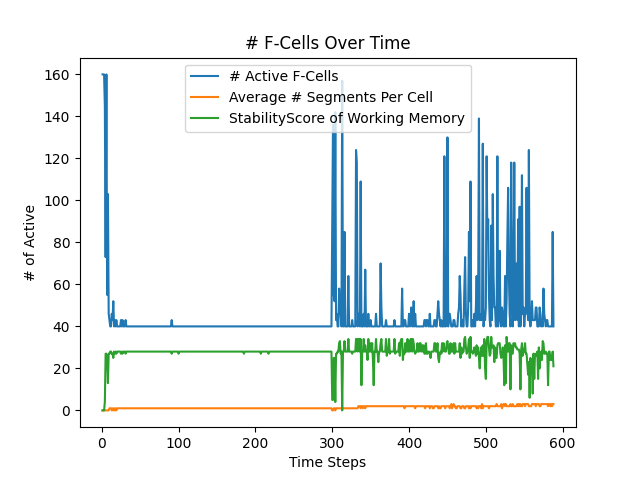 # F-Cells Over Time
# Active F-Cells
Average # Segments Per Cell
StabilityScore of Working Memory
# of Active
160
140
120
100
80
60
40
20
0
0 100 200 300 400 500 600
Time Steps